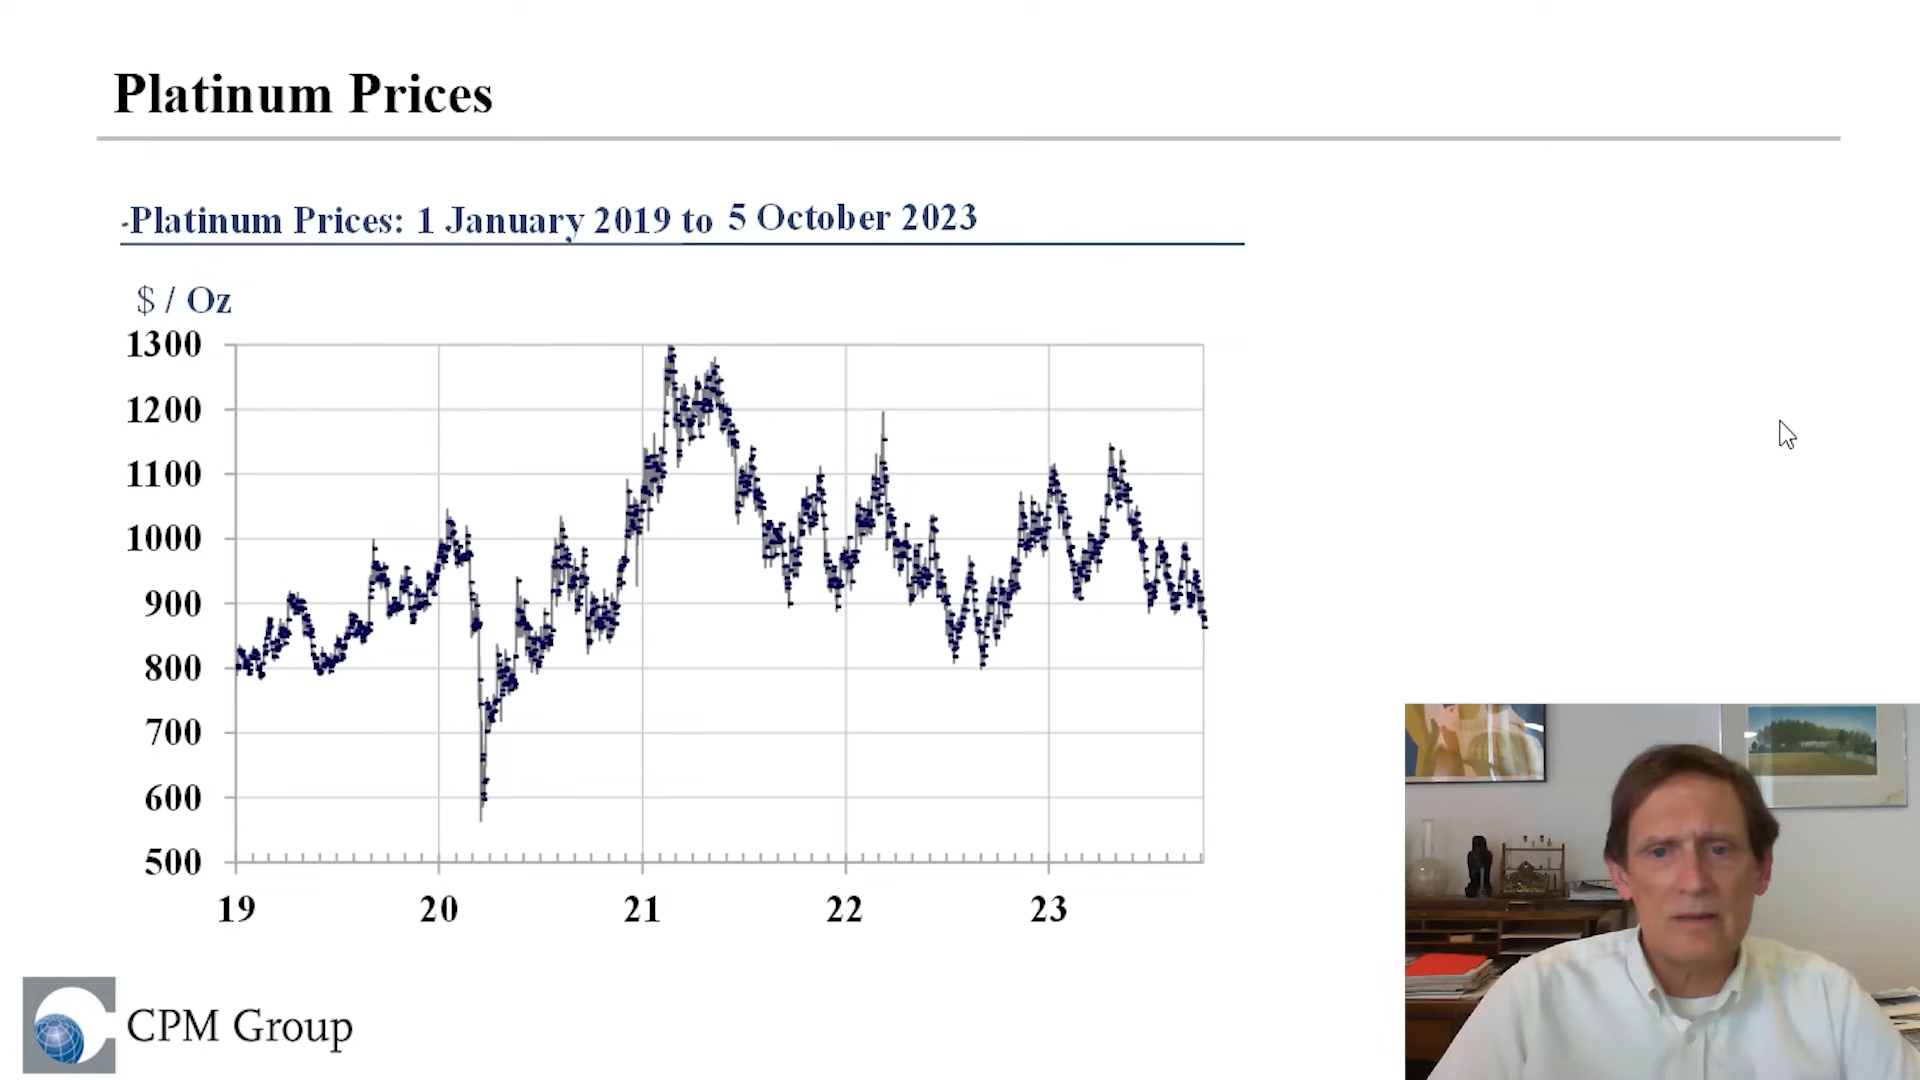 Platinum Prices
-Platinum Prices: 1 January 2019 to 5 October 2023
$ / Oz
1300
1200
1100
1000
900
800
700
600
500
19 20 21 22 23
CPM Group